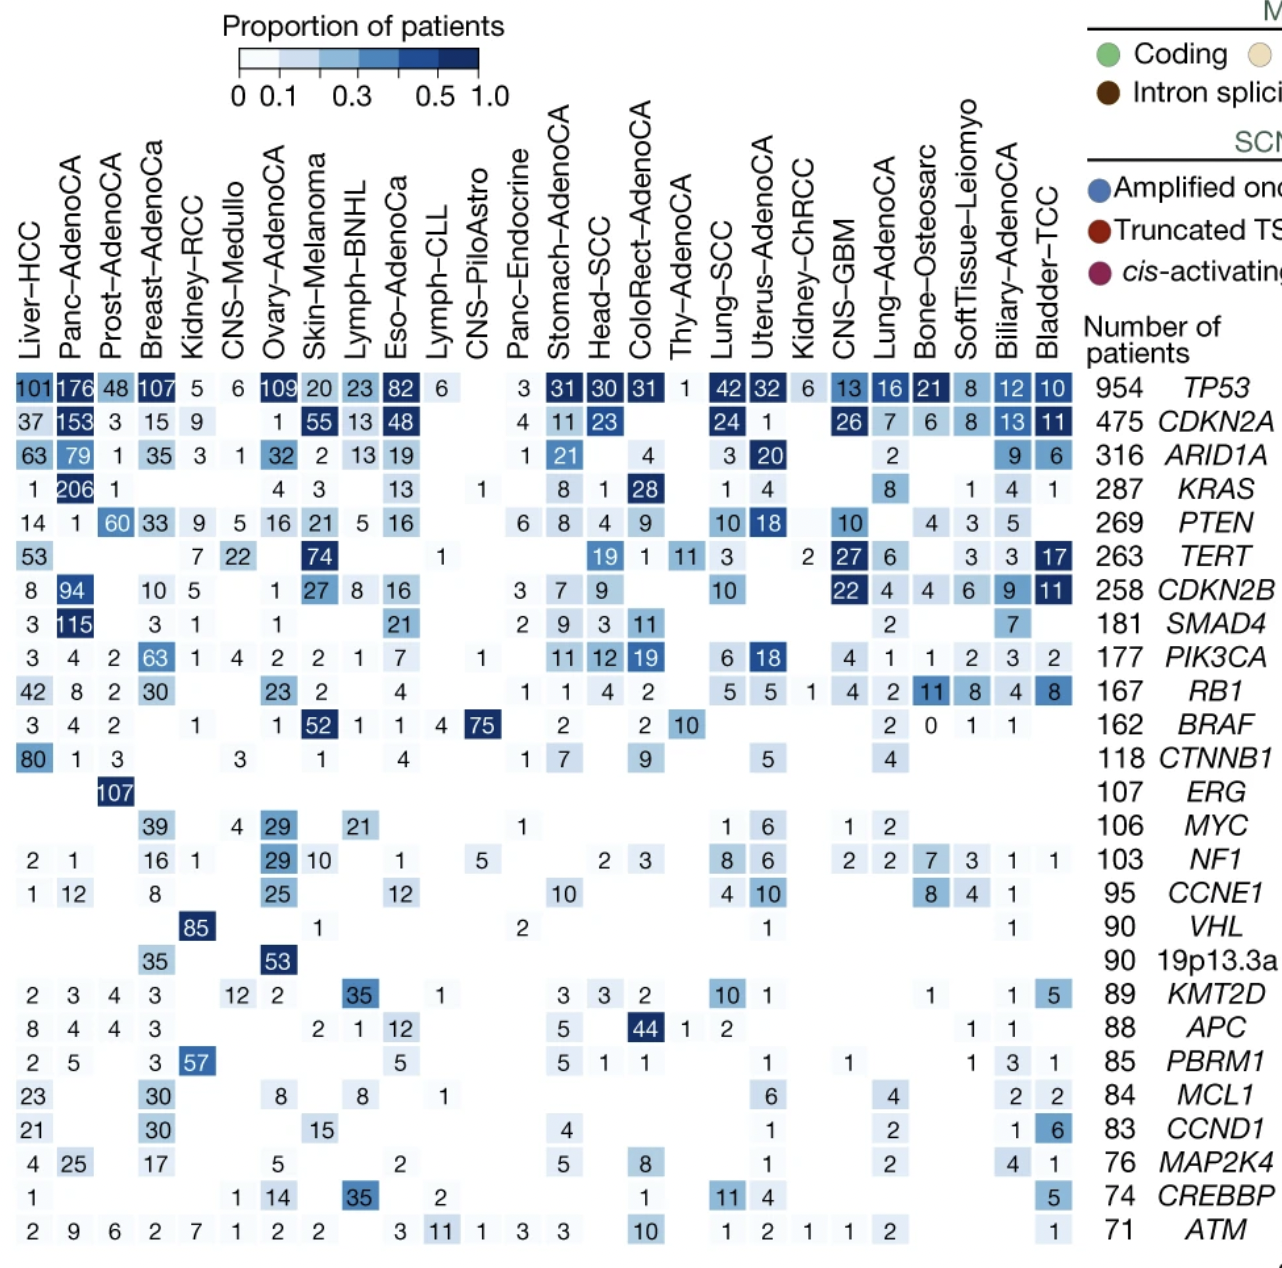 Proportion of patients
0 0.1 0.3 0.5 1.0
M
Coding
Intron splici
SCN
Amplified onc
Truncated TS
cis-activating
Liver–HCC
Panc–AdenoCA
Prost–AdenoCA
Breast–AdenoCa
Kidney–RCC
CNS–Medullo
Ovary–AdenoCA
Skin–Melanoma
Lymph–BNHL
Eso–AdenoCa
Lymph–CLL
CNS–PiloAstro
Panc–Endocrine
Stomach–AdenoCA
Head–SCC
ColoRect–AdenoCA
Thy–AdenoCA
Lung–SCC
Uterus–AdenoCA
Kidney–ChRCC
CNS–GBM
Lung–AdenoCA
Bone–Osteosarc
SoftTissue–Leiomyo
Biliary–AdenoCA
Bladder–TCC
Number of
patients
101 176 48 107 5 6 109 20 23 82 6 3 31 30 31 1 42 32 6 13 16 21 8 12 10 954 TP53
37 153 3 15 9 1 55 13 48 4 11 23 24 1 26 7 6 8 13 11 475 CDKN2A
63 79 1 35 3 1 32 2 13 19 1 21 4 3 20 2 9 6 316 ARID1A
1 206 1 4 3 13 1 8 1 28 1 4 8 1 4 1 287 KRAS
14 1 60 33 9 5 16 21 5 16 6 8 4 9 10 18 10 4 3 5 269 PTEN
53 7 22 74 1 19 1 11 3 2 27 6 3 3 17 263 TERT
8 94 10 5 1 27 8 16 3 7 9 10 22 4 4 6 9 11 258 CDKN2B
3 115 3 1 1 21 2 9 3 11 2 7 181 SMAD4
3 4 2 63 1 4 2 2 1 7 1 11 12 19 6 18 4 1 1 2 3 2 177 PIK3CA
42 8 2 30 23 2 4 1 1 4 2 5 5 1 4 2 11 8 4 8 167 RB1
3 4 2 1 1 52 1 1 4 75 2 2 10 2 0 1 1 162 BRAF
80 1 3 3 1 4 1 7 9 5 4 118 CTNNB1
107 107 ERG
39 4 29 21 1 1 6 1 2 106 MYC
2 1 16 1 29 10 1 5 2 3 8 6 2 2 7 3 1 1 103 NF1
1 12 8 25 12 10 4 10 8 4 1 95 CCNE1
85 1 2 1 1 90 VHL
35 53 90 19p13.3a
2 3 4 3 12 2 35 1 3 3 2 10 1 1 1 5 89 KMT2D
8 4 4 3 2 1 12 5 44 1 2 1 1 88 APC
2 5 3 57 5 5 1 1 1 1 1 3 1 85 PBRM1
23 30 8 8 1 6 4 2 2 84 MCL1
21 30 15 4 1 2 1 6 83 CCND1
4 25 17 5 2 5 8 1 2 4 1 76 MAP2K4
1 1 14 35 2 1 11 4 5 74 CREBBP
2 9 6 2 7 1 2 2 3 11 1 3 3 10 1 2 1 1 2 1 71 ATM